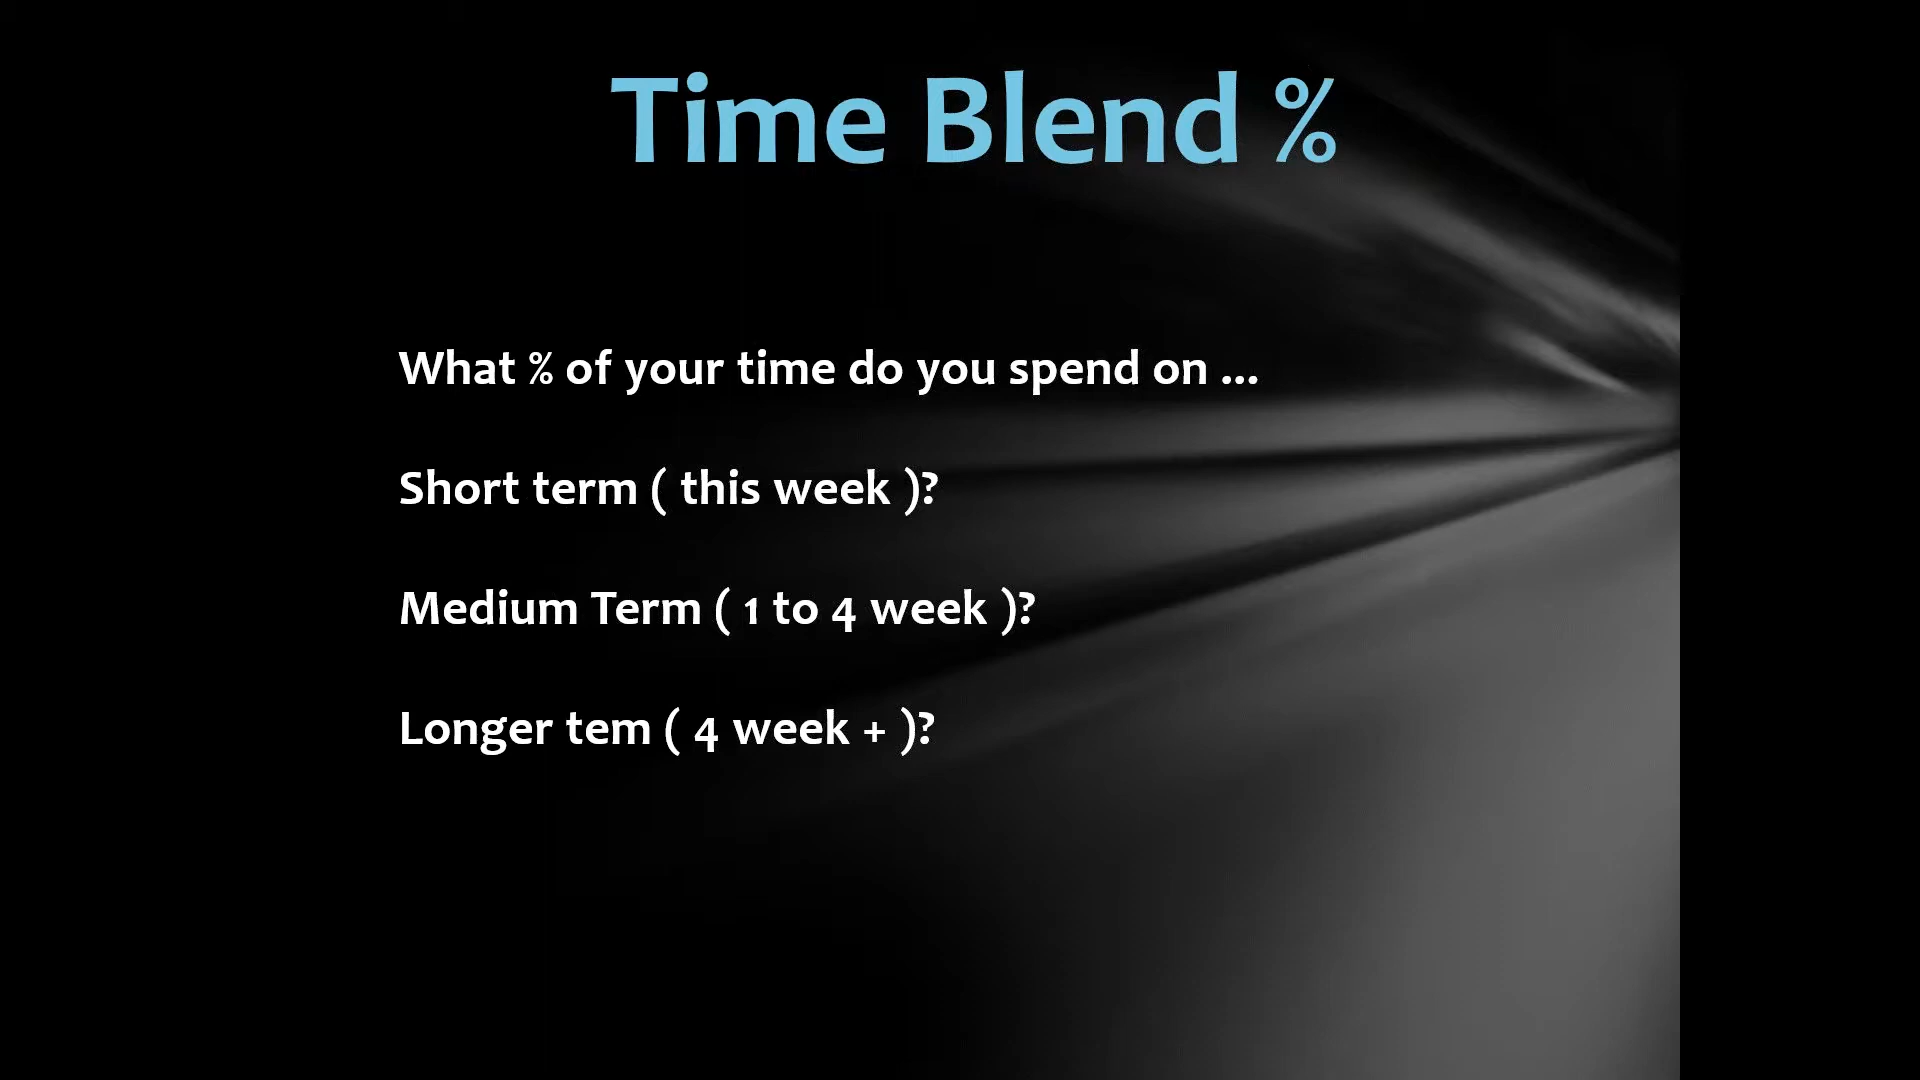 Time Blend %
What % of your time do you spend on ...
Short term ( this week )?
Medium Term ( 1 to 4 week )?
Longer tem ( 4 week + )?